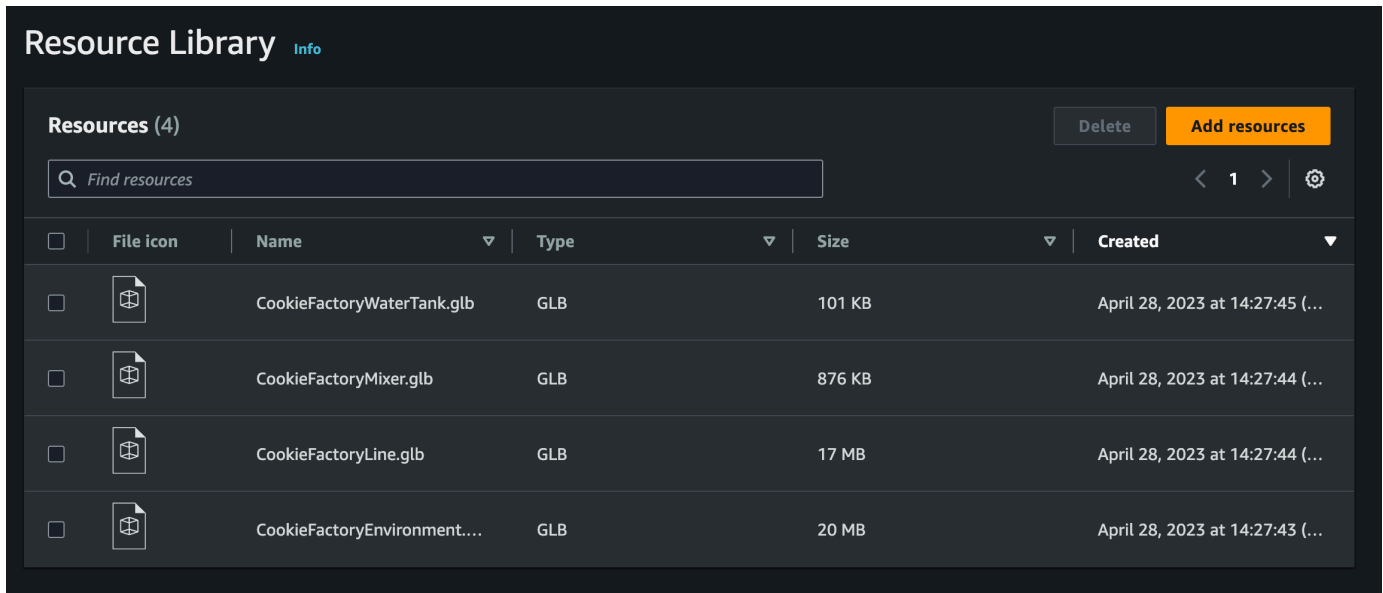 Resource Library Info
Resources (4)
Delete
Add resources
Find resources
1
File icon Name Type Size Created
CookieFactoryWaterTank.glb GLB 101 KB April 28, 2023 at 14:27:45 (...
CookieFactoryMixer.glb GLB 876 KB April 28, 2023 at 14:27:44 (...
CookieFactoryLine.glb GLB 17 MB April 28, 2023 at 14:27:44 (...
CookieFactoryEnvironment.... GLB 20 MB April 28, 2023 at 14:27:43 (...